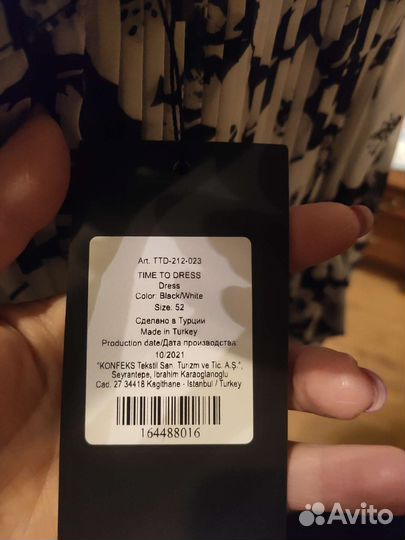 Art. TTD-212-023
TIME TO DRESS
Dress
Color: Black/White
Size: 52
Сделано в Турции
Made in Turkey
Production date/Дата производства:
10/2021
"KONFEKS Tekstil San. Turizm ve Tic. A.Ş.",
Seyrantepe, Ibrahim Karaoglanoglu
Cad. 27 34418 Kagithane - Istanbul / Turkey
164488016
Avito